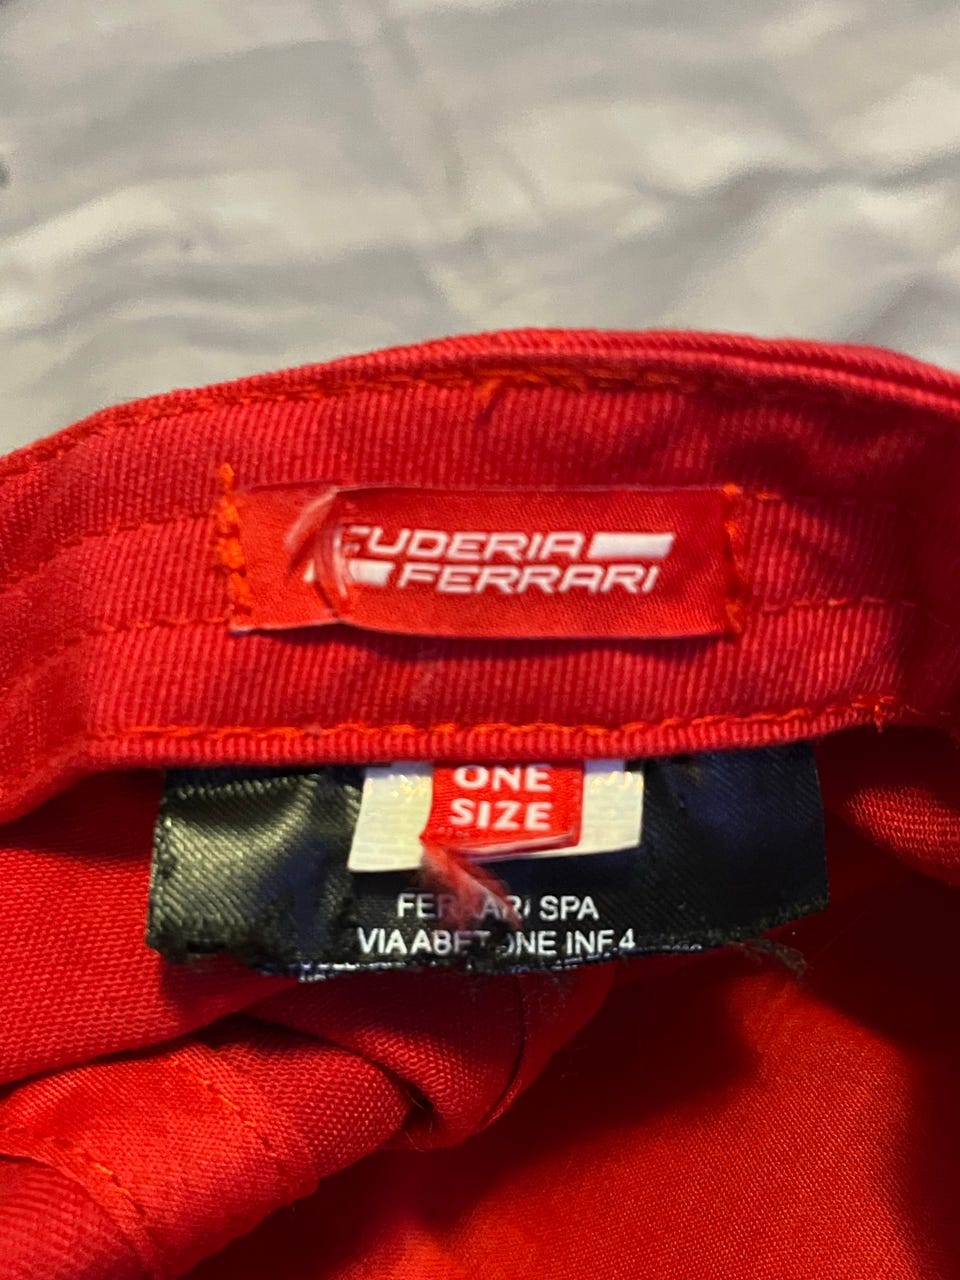 CUDERIA
FERRARI
ONE
SIZE
FERRARI SPA
VIA ABETONE INF.4